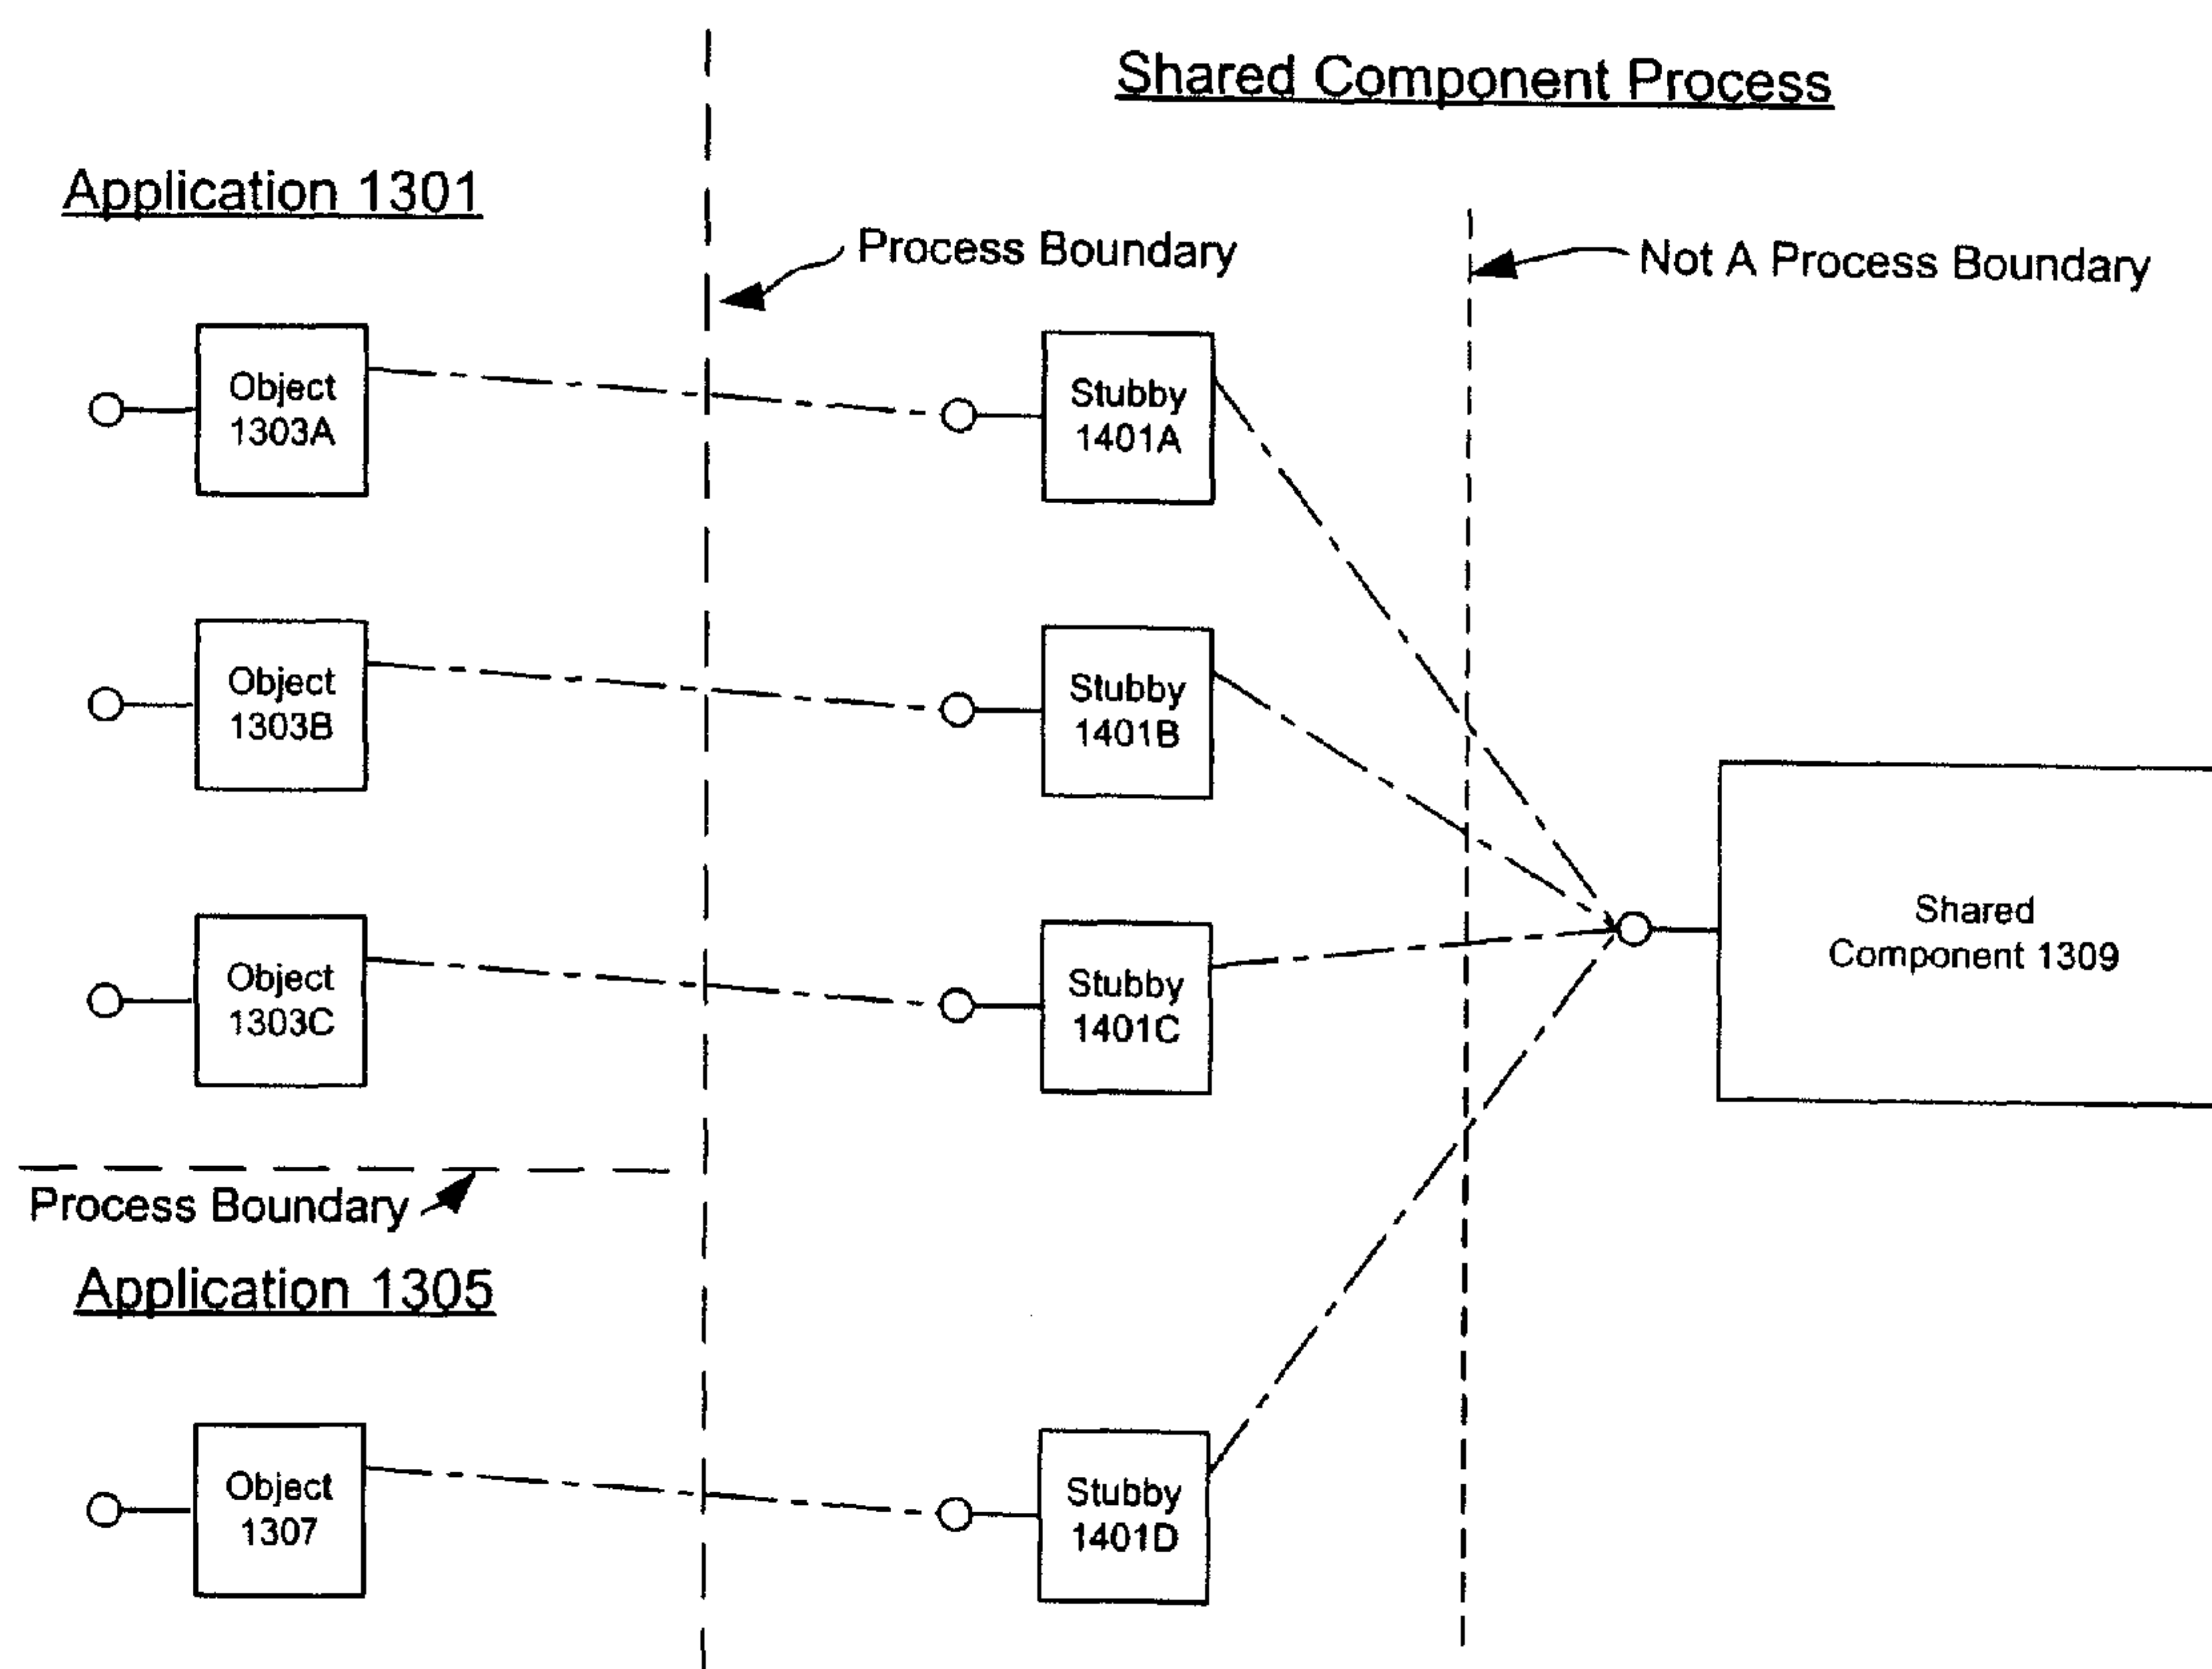 Shared Component Process
Application 1301
Process Boundary
Not A Process Boundary
Object
1303A
Stubby
1401A
Object
1303B
Stubby
1401B
Shared
Component 1309
Object
1303C
Stubby
1401C
Process Boundary
Application 1305
Object
1307
Stubby
1401D